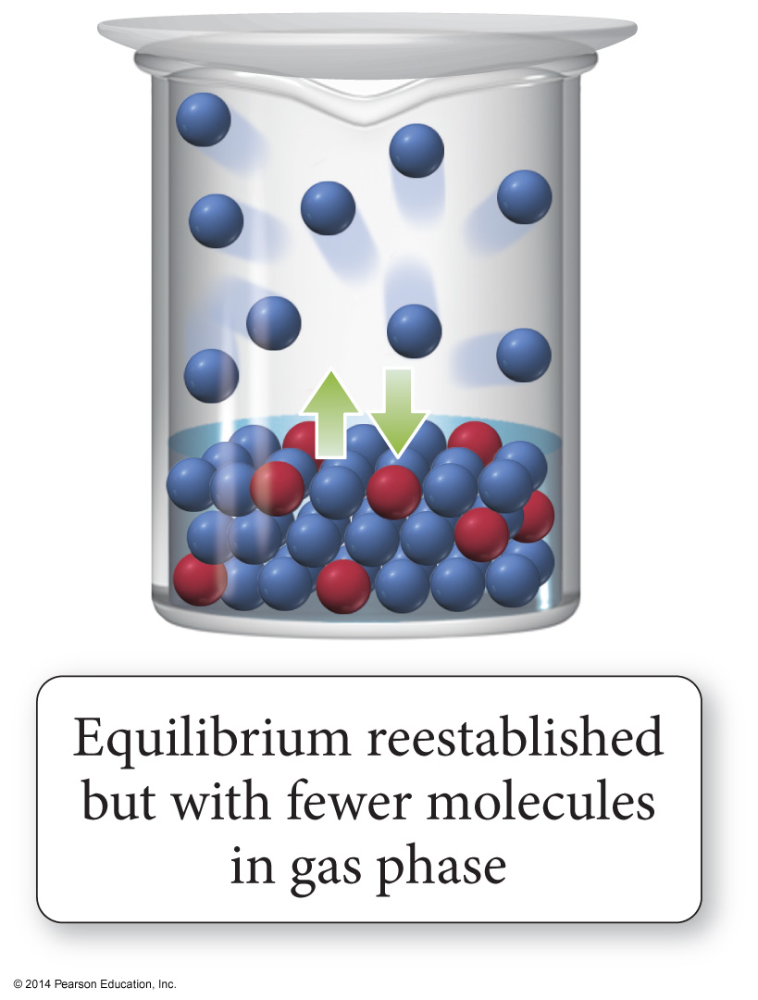 Equilibrium reestablished
but with fewer molecules
in gas phase
© 2014 Pearson Education, Inc.